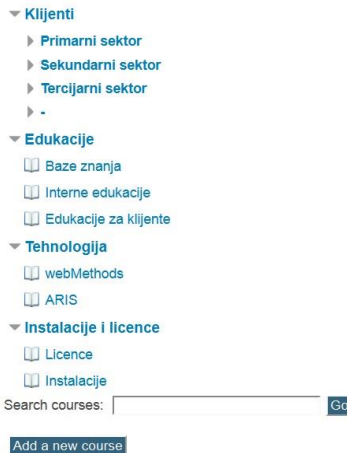 Klijenti
Primarni sektor
Sekundarni sektor
Tercijarni sektor
-
Edukacije
Baze znanja
Interne edukacije
Edukacije za klijente
Tehnologija
webMethods
ARIS
Instalacije i licence
Licence
Instalacije
Search courses: Go
Add a new course